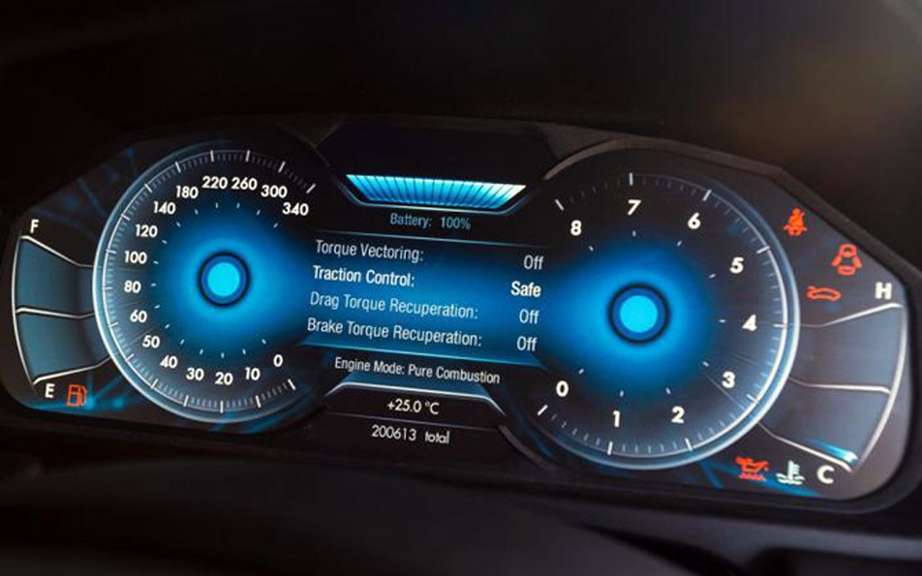 Battery: 100%
Torque Vectoring: Off
Traction Control: Safe
Drag Torque Recuperation: Off
Brake Torque Recuperation: Off
Engine Mode: Pure Combustion
+25.0 °C
200613 total
F
E
0
10
20
30
40
50
60
80
100
120
140
180
220
260
300
340
0
1
2
3
4
5
6
7
8
H
C